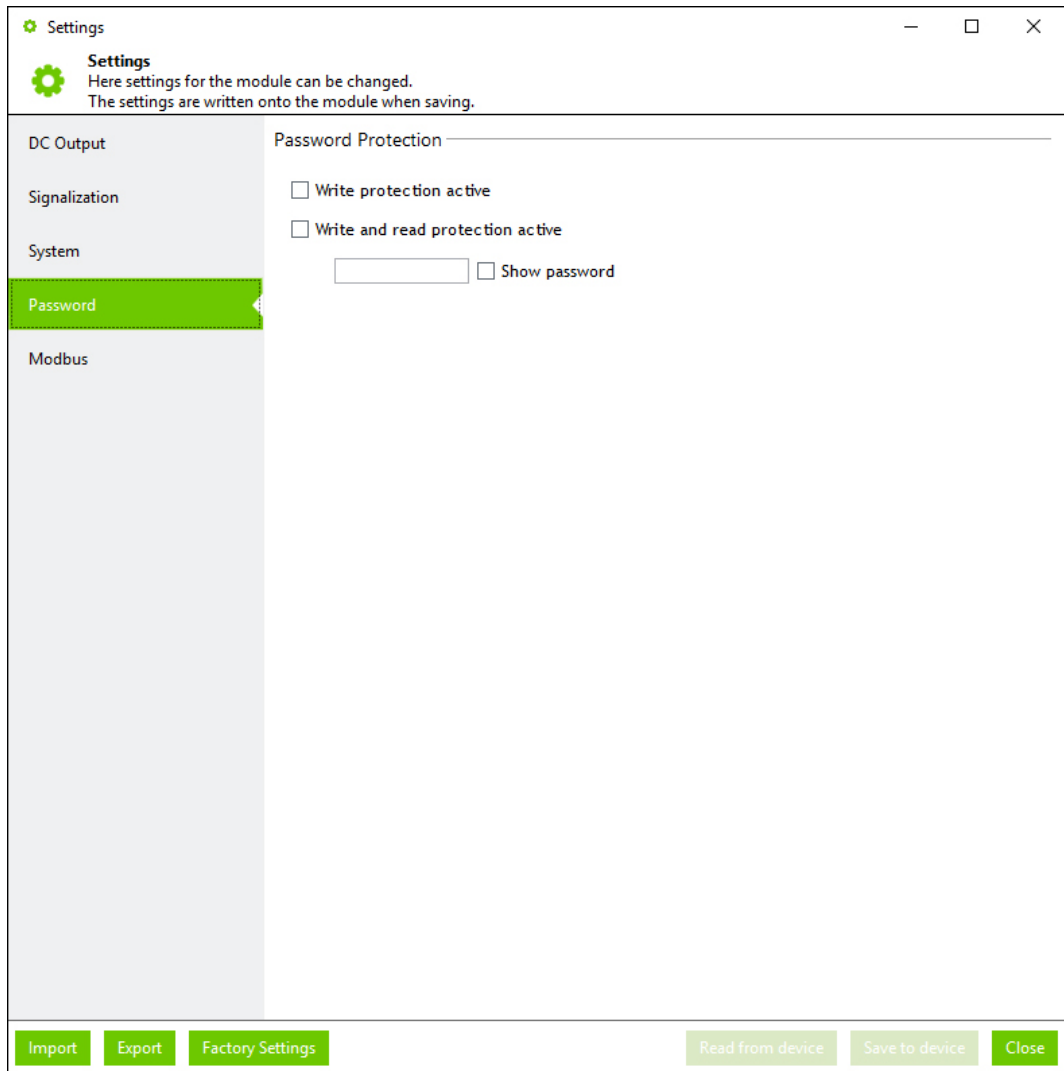 Settings
Settings
Here settings for the module can be changed.
The settings are written onto the module when saving.
DC Output
Signalization
System
Password
Modbus
Password Protection
Write protection active
Write and read protection active
Show password
Import
Export
Factory Settings
Read from device
Save to device
Close